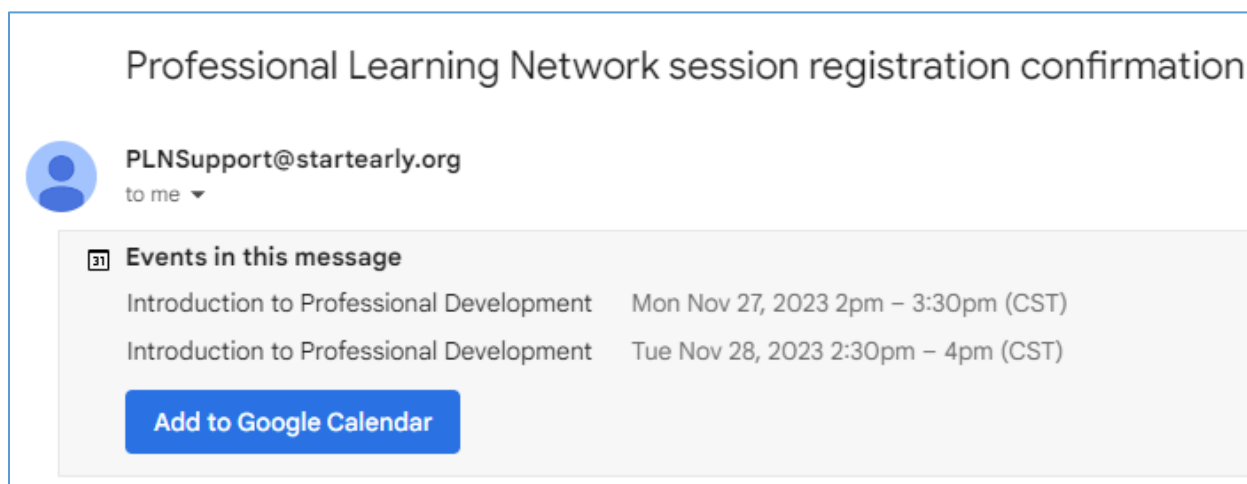 Professional Learning Network session registration confirmation
PLNSupport@startearly.org
to me
31 Events in this message
Introduction to Professional Development Mon Nov 27, 2023 2pm – 3:30pm (CST)
Introduction to Professional Development Tue Nov 28, 2023 2:30pm – 4pm (CST)
Add to Google Calendar